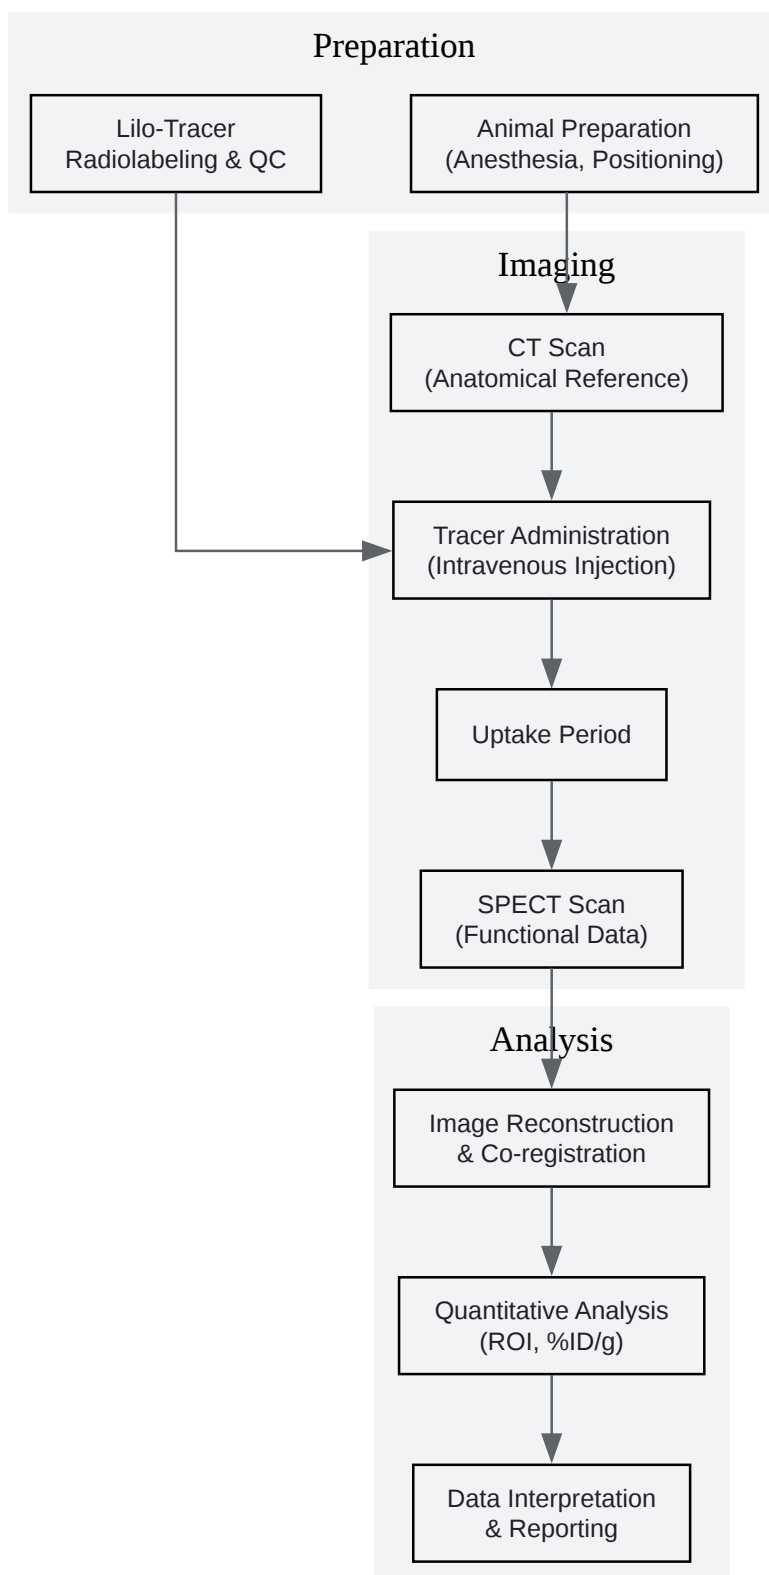 Preparation
Lilo-Tracer
Radiolabeling & QC
Animal Preparation
(Anesthesia, Positioning)
Imaging
CT Scan
(Anatomical Reference)
Tracer Administration
(Intravenous Injection)
Uptake Period
SPECT Scan
(Functional Data)
Analysis
Image Reconstruction
& Co-registration
Quantitative Analysis
(ROI, %ID/g)
Data Interpretation
& Reporting